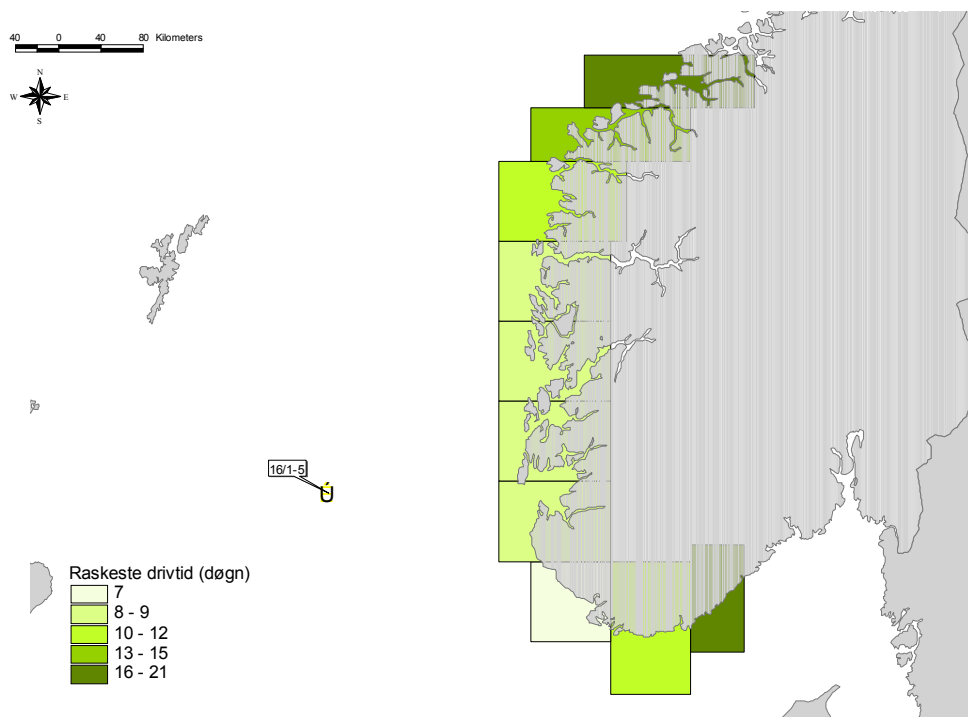 40 0 40 80 Kilometers
N
W E
S
16/1-5
Ú
Raskeste drivtid (døgn)
7
8 - 9
10 - 12
13 - 15
16 - 21